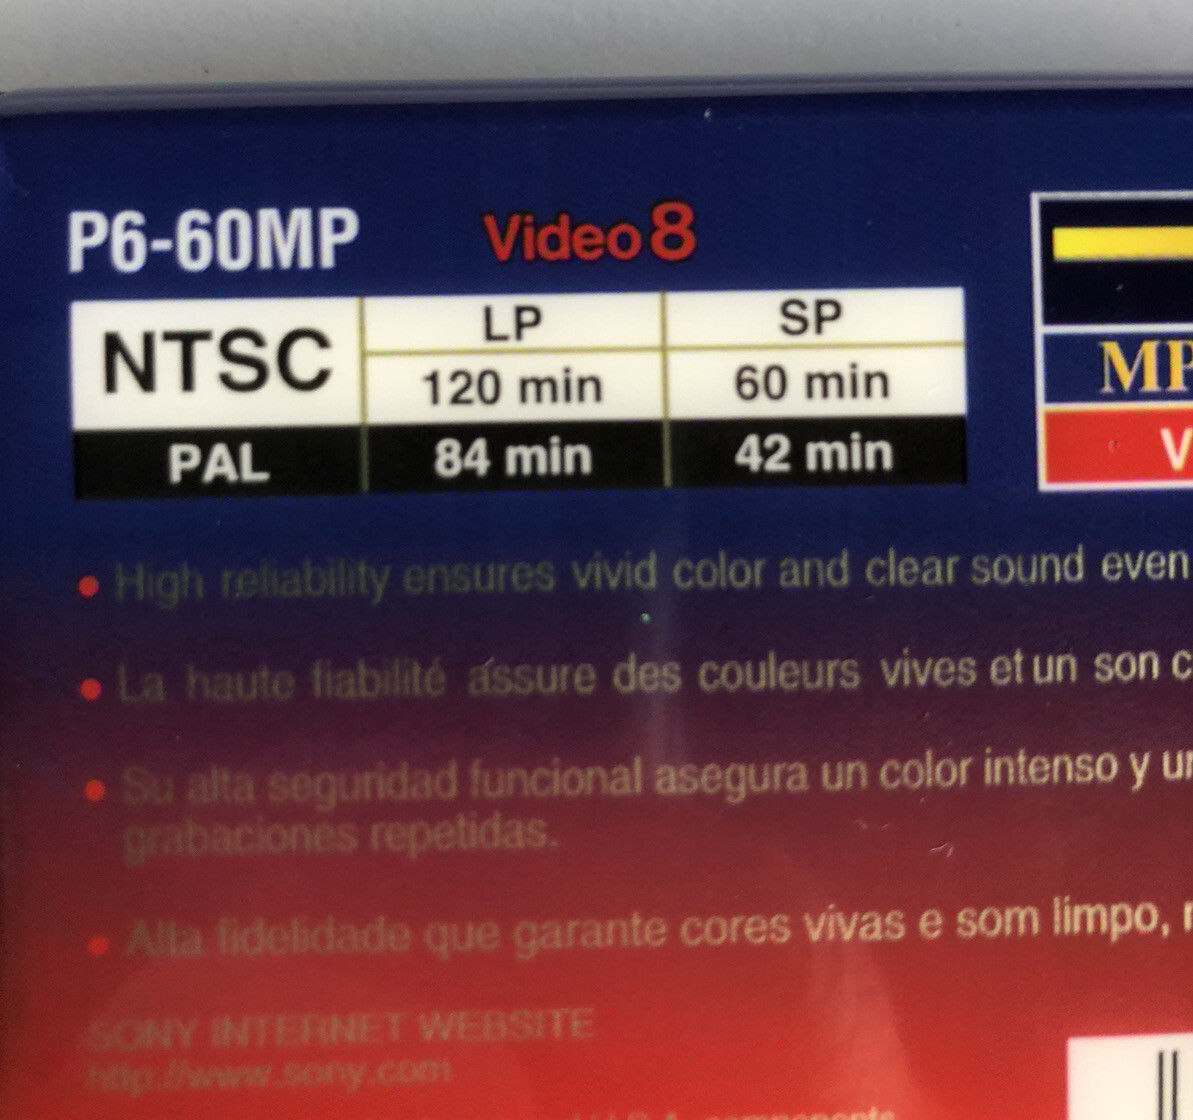 P6-60MP Video8
NTSC LP SP
120 min 60 min
PAL 84 min 42 min
MP
V
• High reliability ensures vivid color and clear sound even
• La haute fiabilité assure des couleurs vives et un son c
• Su alta seguridad funcional asegura un color intenso y un
grabaciones repetidas.
• Alta fidelidade que garante cores vivas e som limpo,
SONY INTERNET WEBSITE
http://www.sony.com
U.S.A. components